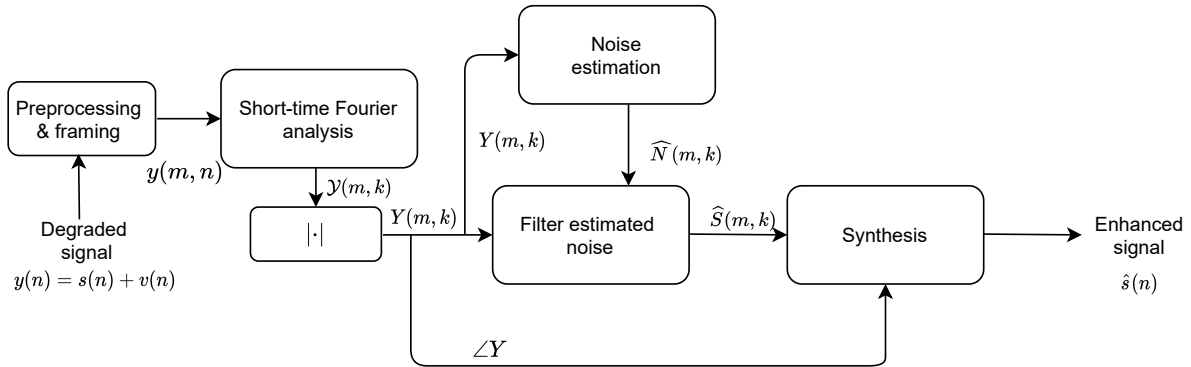 Preprocessing
& framing
Degraded
signal
y(n) = s(n) + v(n)
y(m, n)
Short-time Fourier
analysis
𝒴(m, k)
|·|
Y(m, k)
Y(m, k)
Noise
estimation
N̂(m, k)
Filter estimated
noise
Ŝ(m, k)
∠Y
Synthesis
Enhanced
signal
ŝ(n)